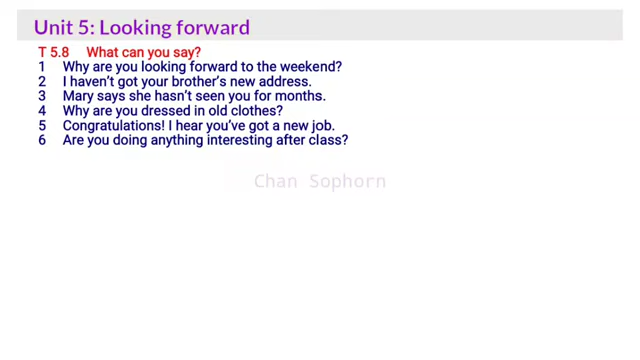 Unit 5: Looking forward
T 5.8 What can you say?
1 Why are you looking forward to the weekend?
2 I haven't got your brother's new address.
3 Mary says she hasn't seen you for months.
4 Why are you dressed in old clothes?
5 Congratulations! I hear you've got a new job.
6 Are you doing anything interesting after class?
Chan Sophorn